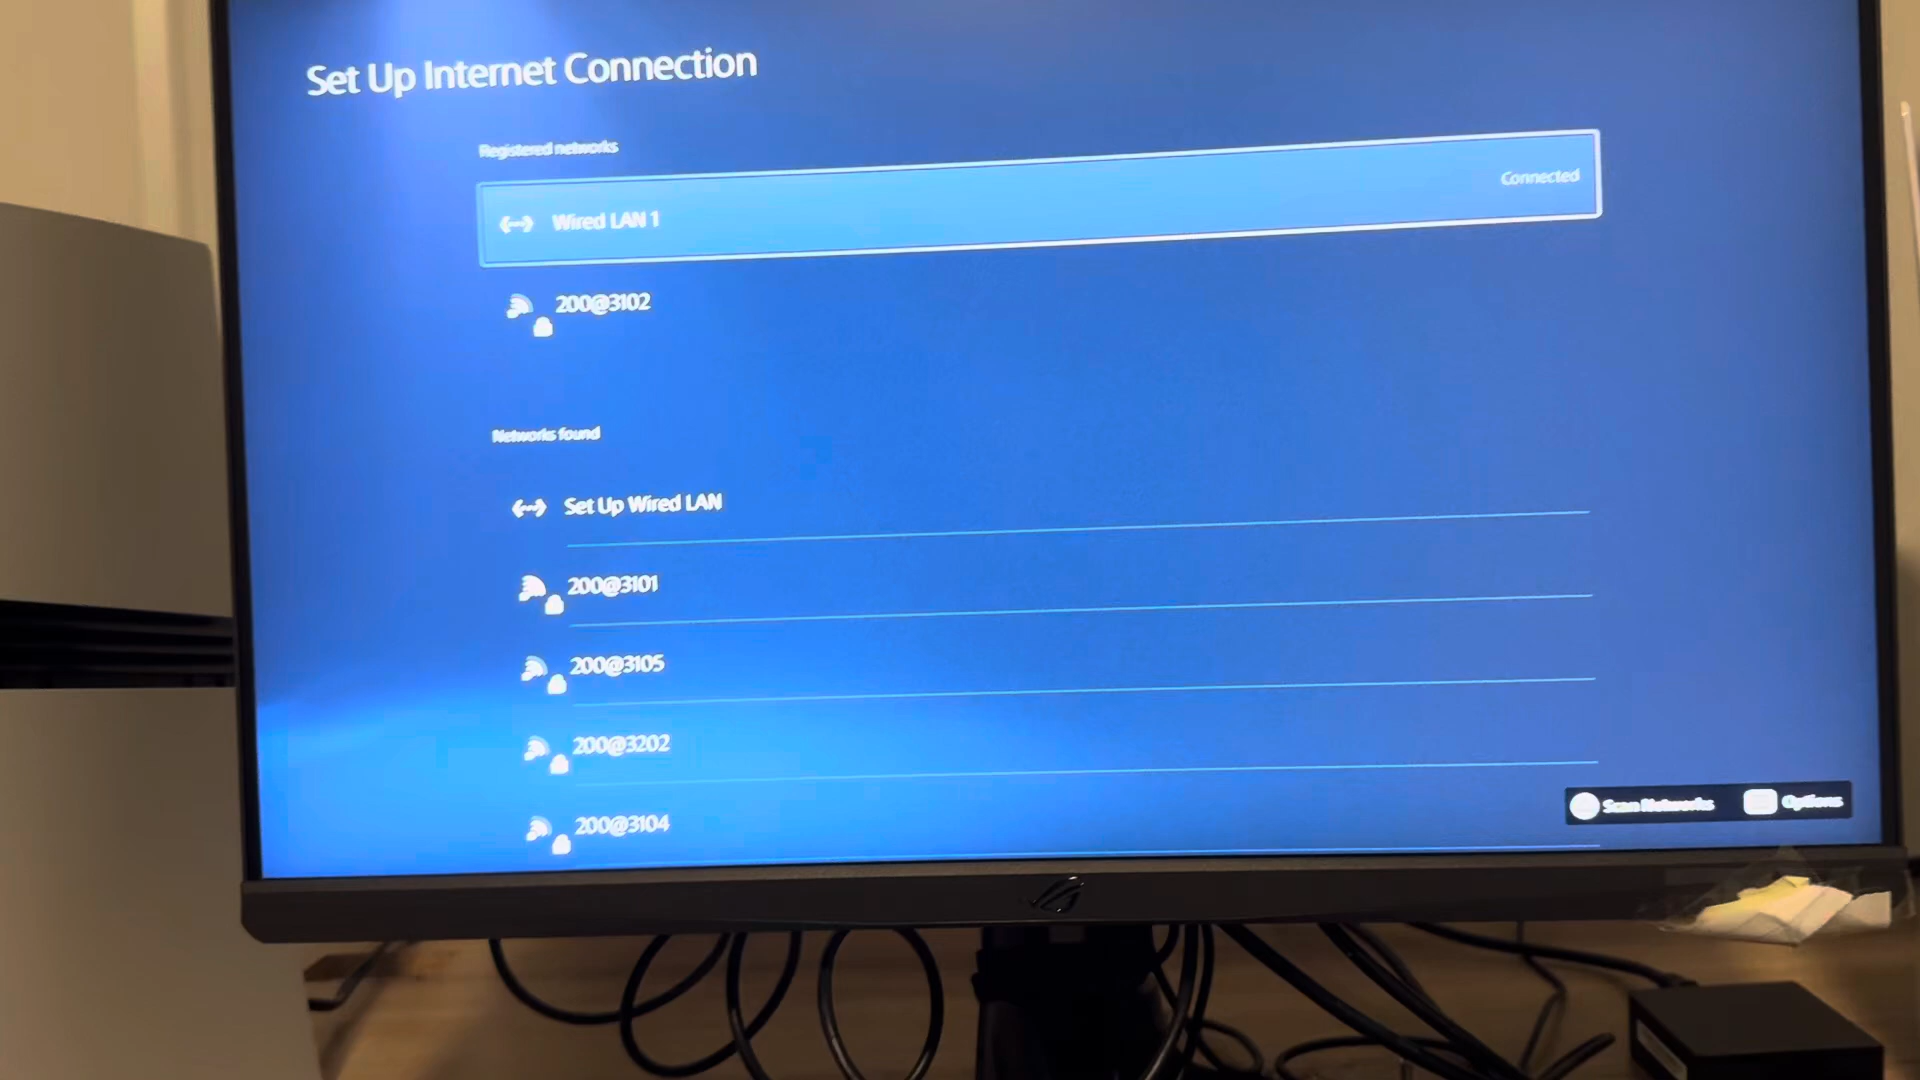 Set Up Internet Connection
Registered networks
Wired LAN 1
Connected
200@3102
Networks found
Set Up Wired LAN
200@3101
200@3105
200@3202
200@3104
Scan Networks
Options